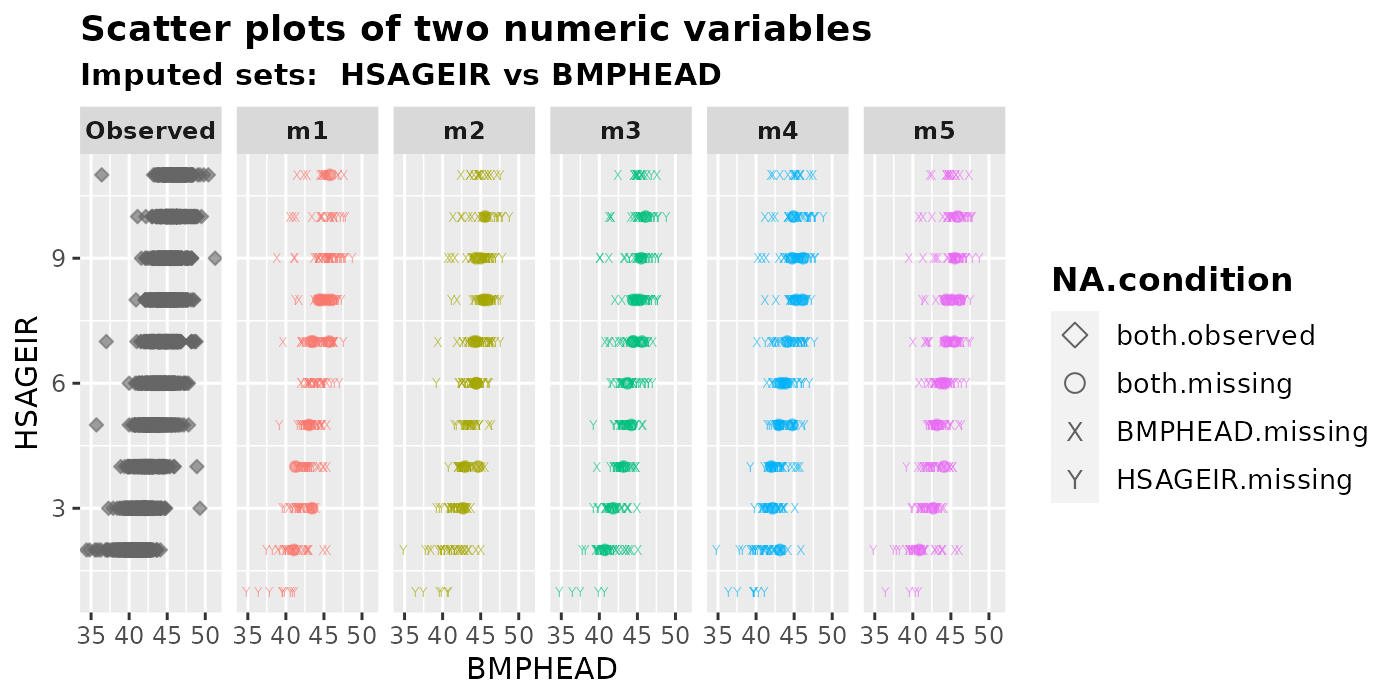 Scatter plots of two numeric variables
Imputed sets:  HSAGEIR vs BMPHEAD
Observed m1 m2 m3 m4 m5
9
6
3
HSAGEIR
35 40 45 50 35 40 45 50 35 40 45 50 35 40 45 50 35 40 45 50 35 40 45 50
BMPHEAD
NA.condition
both.observed
both.missing
X BMPHEAD.missing
Y HSAGEIR.missing